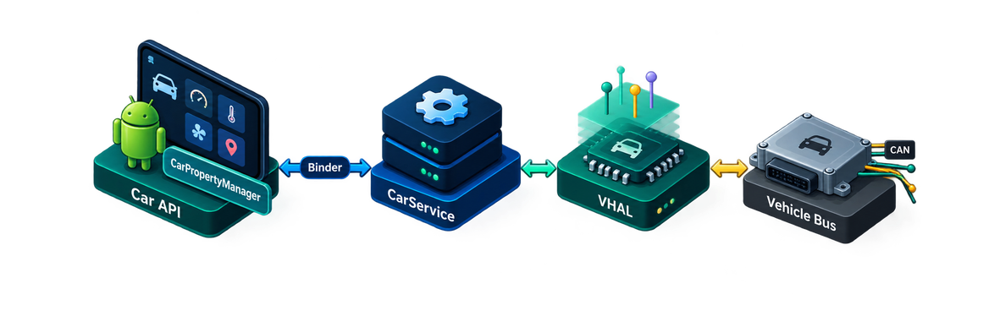 CarPropertyManager
Car API
Binder
CarService
VHAL
CAN
Vehicle Bus